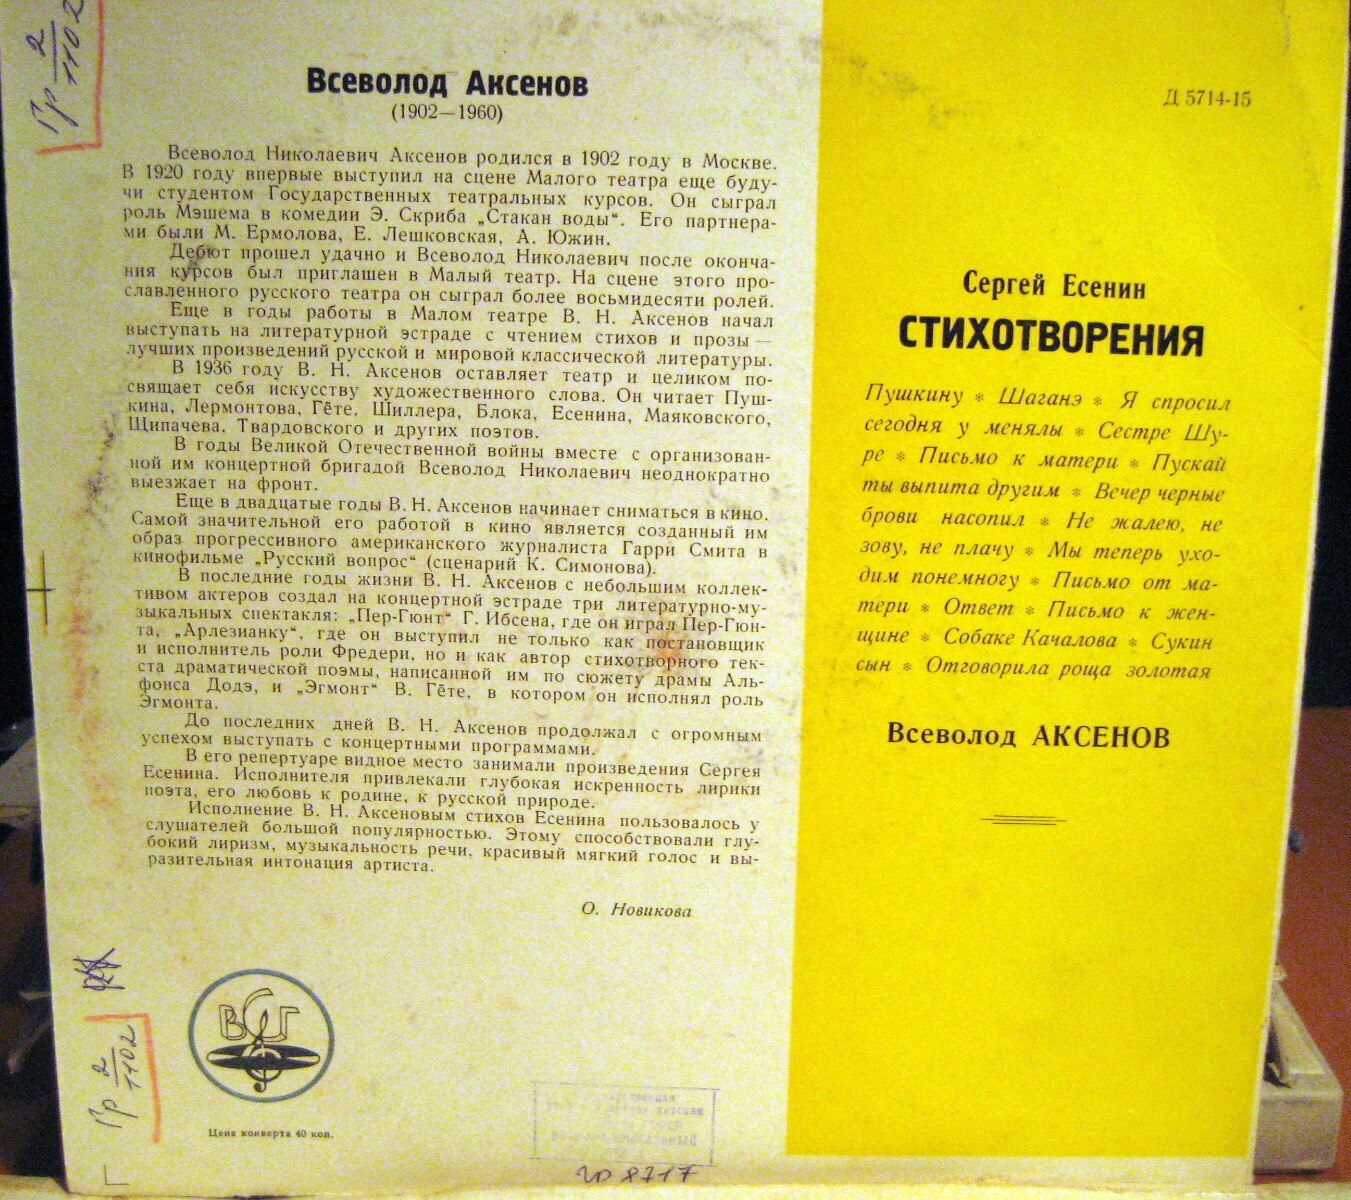 Гр 2/1102
Всеволод Аксенов
(1902—1960)
Всеволод Николаевич Аксенов родился в 1902 году в Москве.
В 1920 году впервые выступил на сцене Малого театра еще буду-
чи студентом Государственных театральных курсов. Он сыграл
роль Мэшема в комедии Э. Скриба „Стакан воды“. Его партнера-
ми были М. Ермолова, Е. Лешковская, А. Южин.
Дебют прошел удачно и Всеволод Николаевич после оконча-
ния курсов был приглашен в Малый театр. На сцене этого про-
славленного русского театра он сыграл более восьмидесяти ролей.
Еще в годы работы в Малом театре В. Н. Аксенов начал
выступать на литературной эстраде с чтением стихов и прозы —
лучших произведений русской и мировой классической литературы.
В 1936 году В. Н. Аксенов оставляет театр и целиком по-
свящает себя искусству художественного слова. Он читает Пуш-
кина, Лермонтова, Гёте, Шиллера, Блока, Есенина, Маяковского,
Щипачева, Твардовского и других поэтов.
В годы Великой Отечественной войны вместе с организован-
ной им концертной бригадой Всеволод Николаевич неоднократно
выезжает на фронт.
Еще в двадцатые годы В. Н. Аксенов начинает сниматься в кино.
Самой значительной его работой в кино является созданный им
образ прогрессивного американского журналиста Гарри Смита в
кинофильме „Русский вопрос“ (сценарий К. Симонова).
В последние годы жизни В. Н. Аксенов с небольшим коллек-
тивом актеров создал на концертной эстраде три литературно-му-
зыкальных спектакля: „Пер-Гюнт“ Г. Ибсена, где он играл Пер-Гюн-
та, „Арлезианку“, где он выступил не только как постановщик
и исполнитель роли Фредери, но и как автор стихотворного тек-
ста драматической поэмы, написанной им по сюжету драмы Аль-
фонса Додэ, и „Эгмонт“ В. Гёте, в котором он исполнял роль
Эгмонта.
До последних дней В. Н. Аксенов продолжал с огромным
успехом выступать с концертными программами.
В его репертуаре видное место занимали произведения Сергея
Есенина. Исполнителя привлекали глубокая искренность лирики
поэта, его любовь к родине, к русской природе.
Исполнение В. Н. Аксеновым стихов Есенина пользовалось у
слушателей большой популярностью. Этому способствовали глу-
бокий лиризм, музыкальность речи, красивый мягкий голос и вы-
разительная интонация артиста.
О. Новикова
ВСГ
Цена конверта 40 коп.
Гр 2/1102
гр 8717
Д 5714-15
Сергей Есенин
СТИХОТВОРЕНИЯ
Пушкину * Шаганэ * Я спросил
сегодня у менялы * Сестре Шу-
ре * Письмо к матери * Пускай
ты выпита другим * Вечер черные
брови насопил * Не жалею, не
зову, не плачу * Мы теперь ухо-
дим понемногу * Письмо от ма-
тери * Ответ * Письмо к жен-
щине * Собаке Качалова * Сукин
сын * Отговорила роща золотая
Всеволод АКСЕНОВ